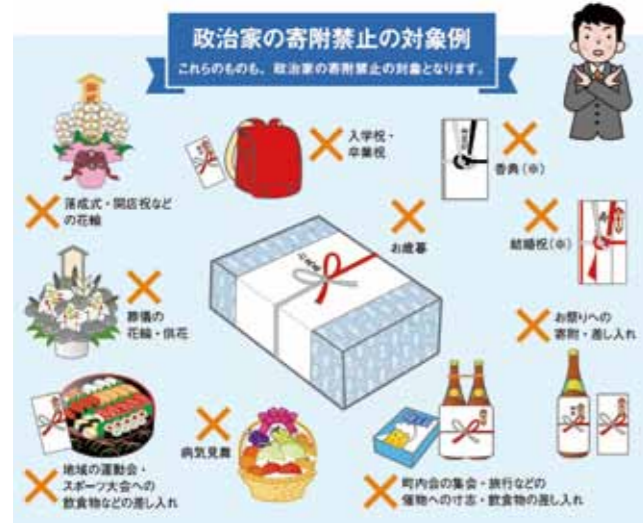 政治家の寄附禁止の対象例
これらのものも、政治家の寄附禁止の対象となります。
落成式・開店祝など
の花輪
入学祝・
卒業祝
香典(※)
お歳暮
結婚祝(※)
葬儀の
花輪・供花
お祭りへの
寄附・差し入れ
地域の運動会・
スポーツ大会への
飲食物などの差し入れ
病気見舞
町内会の集会・旅行などの
催物への寸志・飲食物の差し入れ